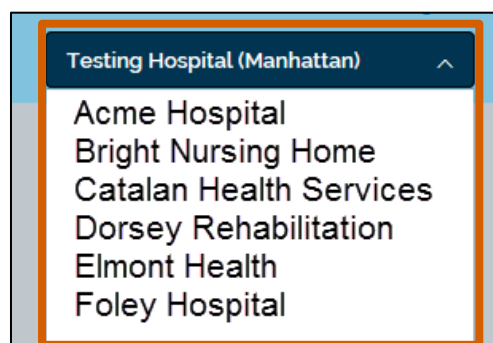 Testing Hospital (Manhattan)
Acme Hospital
Bright Nursing Home
Catalan Health Services
Dorsey Rehabilitation
Elmont Health
Foley Hospital